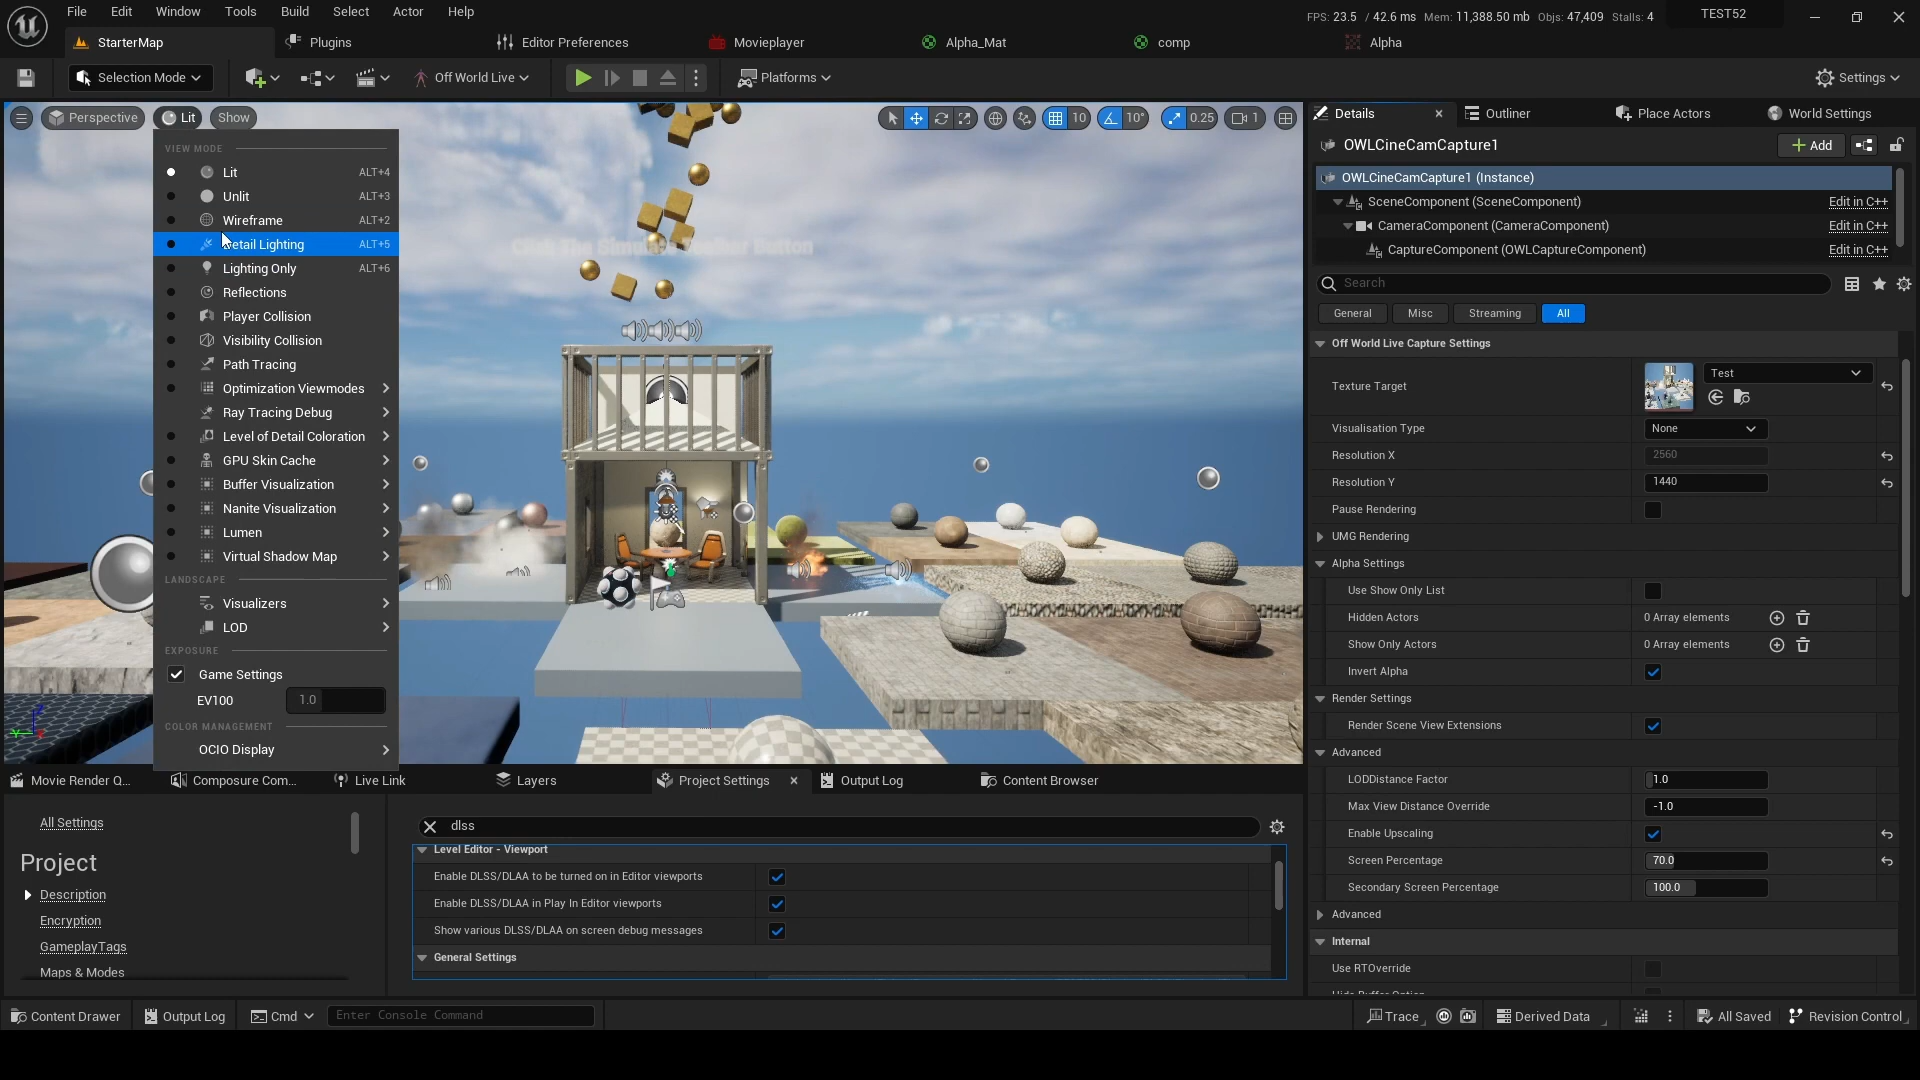 File Edit Window Tools Build Select Actor Help
FPS: 23.5 / 42.6 ms Mem: 11,388.50 mb Objs: 47,409 Stalls: 4 TEST52
StarterMap Plugins Editor Preferences Movieplayer Alpha_Mat comp Alpha
Selection Mode Off World Live Platforms Settings
Perspective Lit Show 10 10° 0.25 1
Details Outliner Place Actors World Settings
OWLCineCamCapture1 Add
OWLCineCamCapture1 (Instance)
SceneComponent (SceneComponent) Edit in C++
CameraComponent (CameraComponent) Edit in C++
CaptureComponent (OWLCaptureComponent) Edit in C++
Search
General Misc Streaming All
VIEW MODE
Lit ALT+4
Unlit ALT+3
Wireframe ALT+2
Detail Lighting ALT+5
Lighting Only ALT+6
Reflections
Player Collision
Visibility Collision
Path Tracing
Optimization Viewmodes
Ray Tracing Debug
Level of Detail Coloration
GPU Skin Cache
Buffer Visualization
Nanite Visualization
Lumen
Virtual Shadow Map
LANDSCAPE
Visualizers
LOD
EXPOSURE
Game Settings
EV100 1.0
COLOR MANAGEMENT
OCIO Display
Click The Simulate Button
Off World Live Capture Settings
Texture Target Test
Visualisation Type None
Resolution X 2560
Resolution Y 1440
Pause Rendering
UMG Rendering
Alpha Settings
Use Show Only List
Hidden Actors 0 Array elements
Show Only Actors 0 Array elements
Invert Alpha
Render Settings
Render Scene View Extensions
Advanced
LODDistance Factor 1.0
Max View Distance Override -1.0
Enable Upscaling
Screen Percentage 70.0
Secondary Screen Percentage 100.0
Advanced
Internal
Use RTOverride
Hide Buffer Option
Movie Render Q... Composure Com... Live Link Layers Project Settings Output Log Content Browser
All Settings
Project
Description
Encryption
GameplayTags
Maps & Modes
dlss
Level Editor - Viewport
Enable DLSS/DLAA to be turned on in Editor viewports
Enable DLSS/DLAA in Play In Editor viewports
Show various DLSS/DLAA on screen debug messages
General Settings
Content Drawer Output Log Cmd Enter Console Command Trace Derived Data All Saved Revision Control